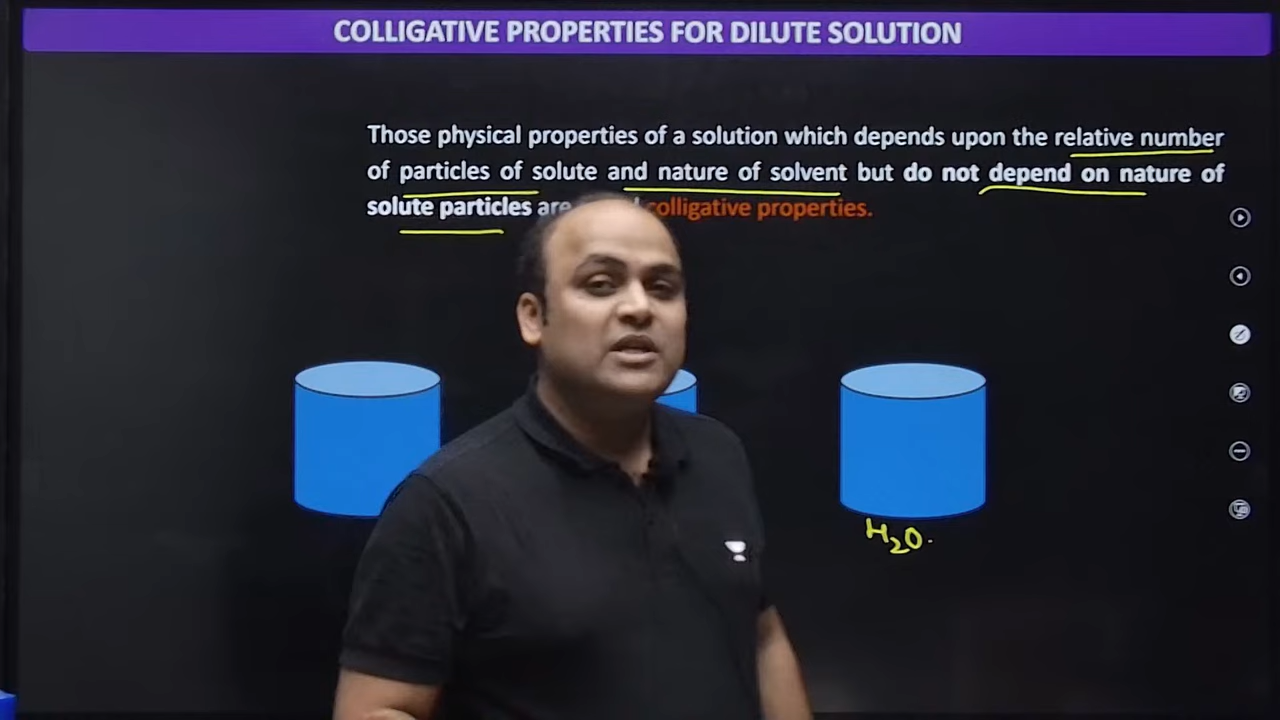 COLLIGATIVE PROPERTIES FOR DILUTE SOLUTION
Those physical properties of a solution which depends upon the relative number
of particles of solute and nature of solvent but do not depend on nature of
solute particles are colligative properties.
H₂O.